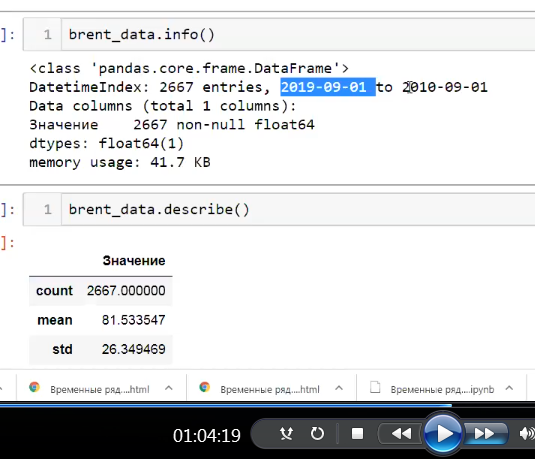 ]: 1 brent_data.info()
<class 'pandas.core.frame.DataFrame'>
DatetimeIndex: 2667 entries, 2019-09-01 to 2010-09-01
Data columns (total 1 columns):
Значение 2667 non-null float64
dtypes: float64(1)
memory usage: 41.7 KB
]: 1 brent_data.describe()
]:
Значение
count 2667.000000
mean 81.533547
std 26.349469
Временные ряд....html Временные ряд....html Временные ряд....ipynb
01:04:19